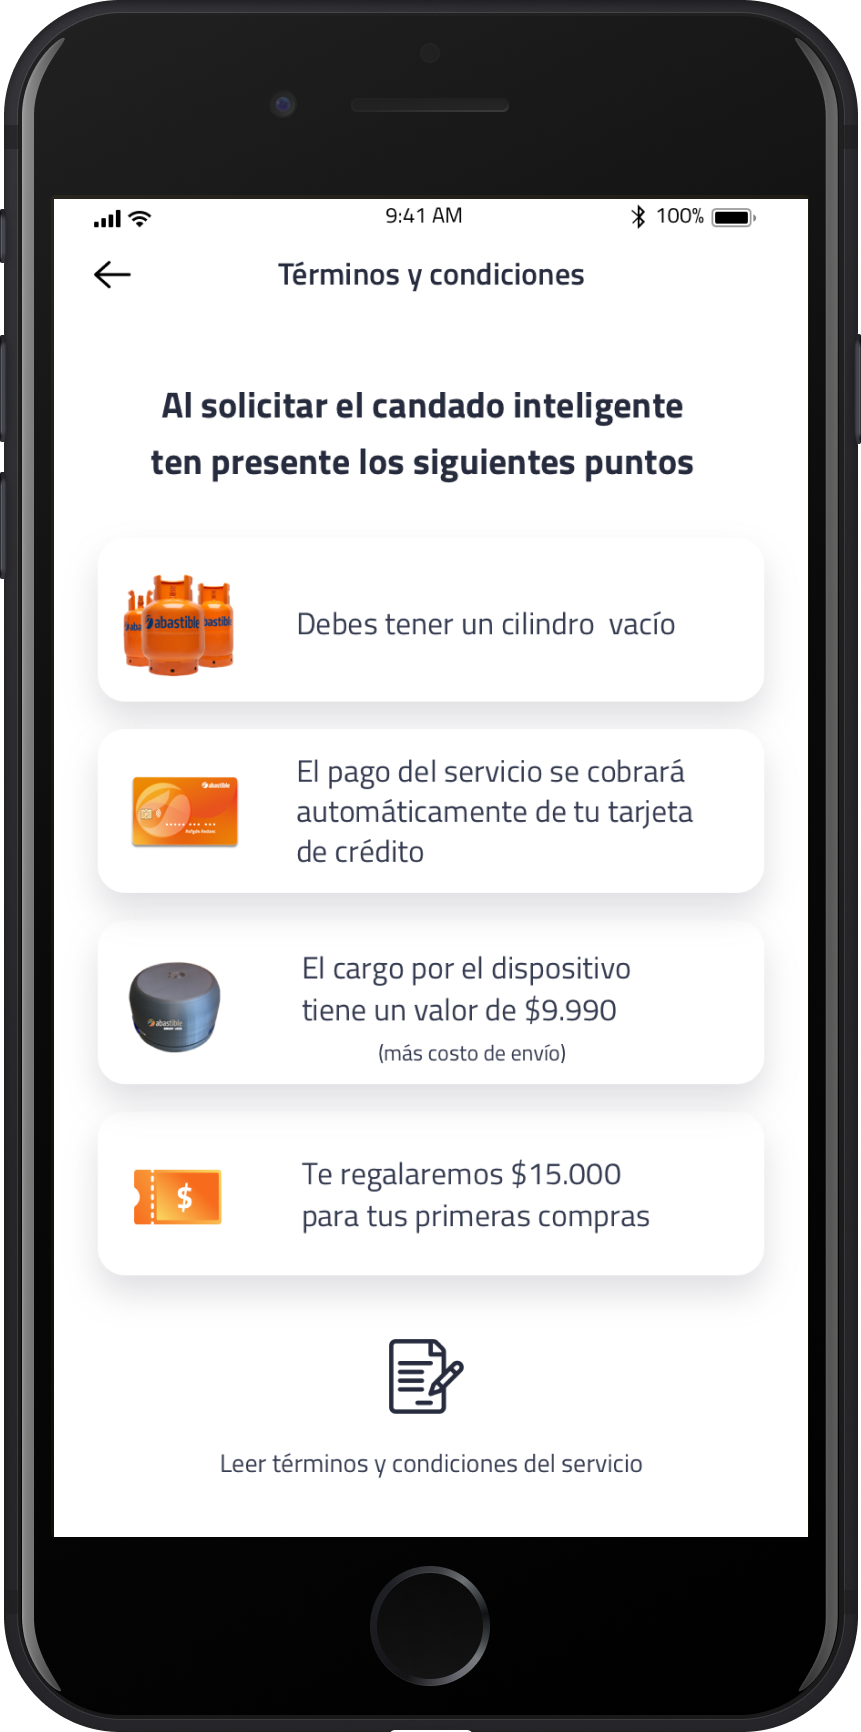 9:41 AM
100%
Términos y condiciones
Al solicitar el candado inteligente
ten presente los siguientes puntos
abastible
abastible
Debes tener un cilindro  vacío
abastible
El pago del servicio se cobrará
automáticamente de tu tarjeta
de crédito
abastible
El cargo por el dispositivo
tiene un valor de $9.990
(más costo de envío)
$
Te regalaremos $15.000
para tus primeras compras
Leer términos y condiciones del servicio